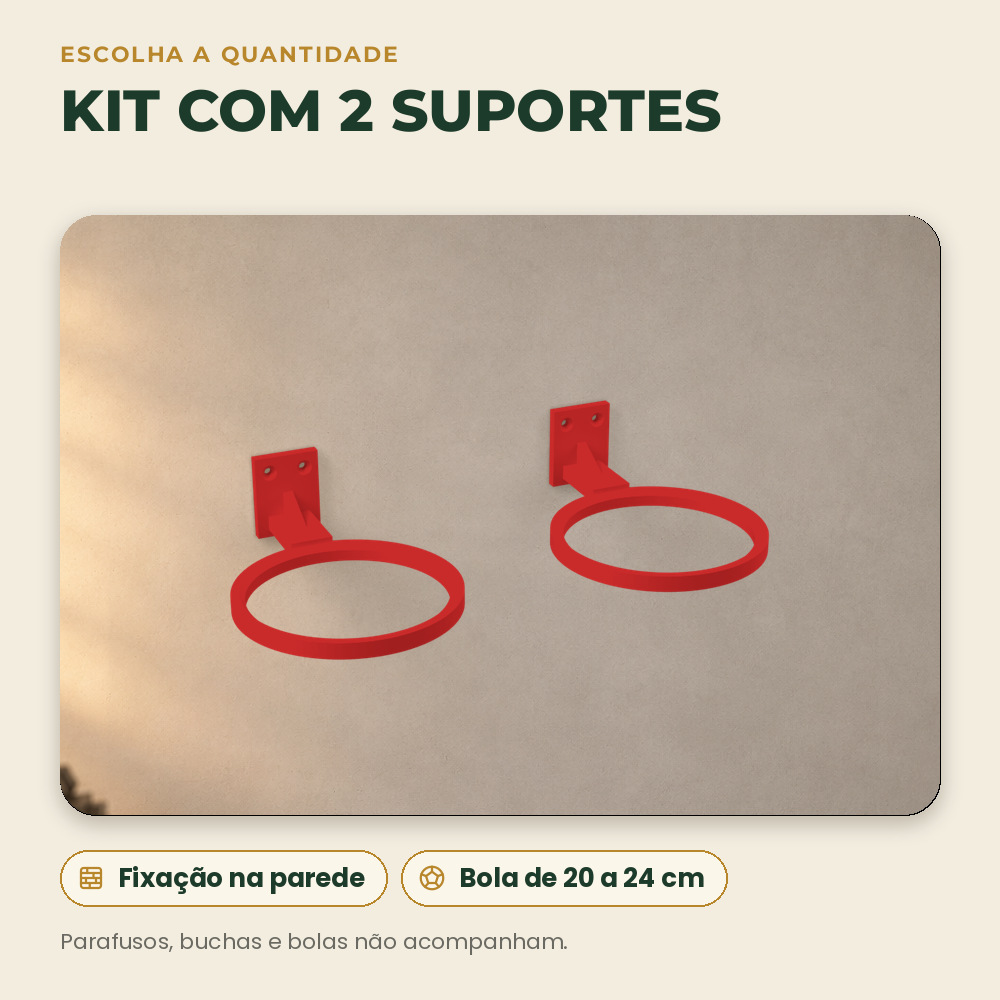 ESCOLHA A QUANTIDADE
KIT COM 2 SUPORTES
Fixação na parede
Bola de 20 a 24 cm
Parafusos, buchas e bolas não acompanham.